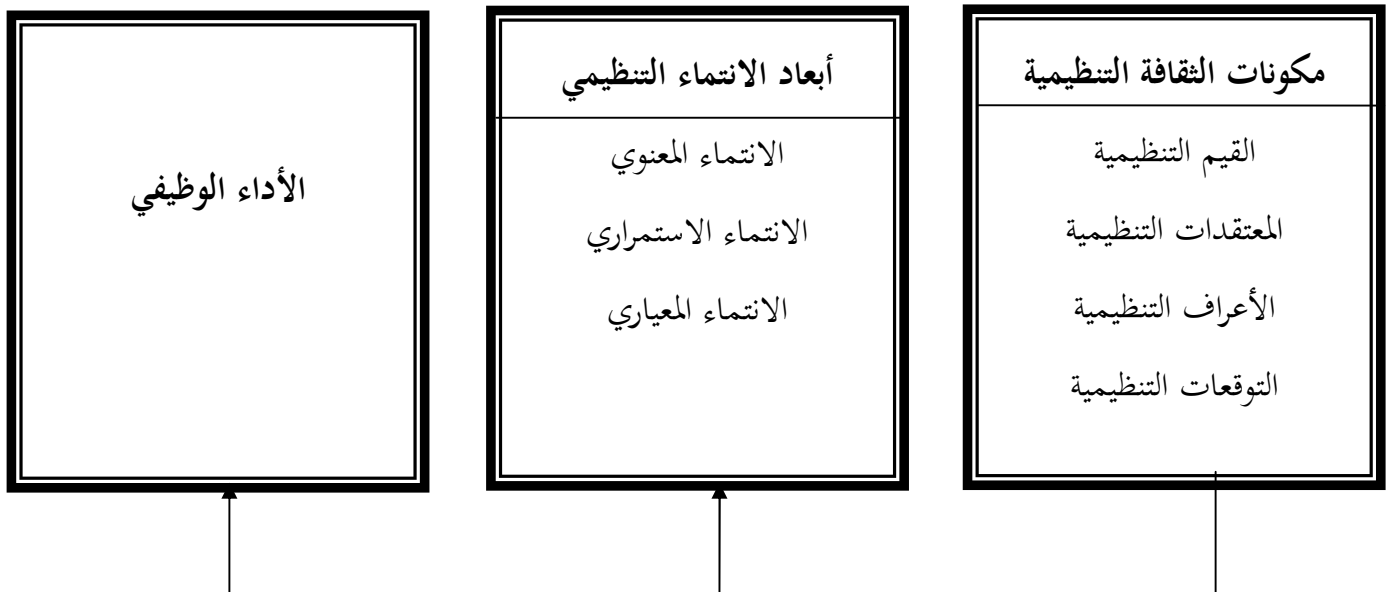 مكونات الثقافة التنظيمية
القيم التنظيمية
المعتقدات التنظيمية
الأعراف التنظيمية
التوقعات التنظيمية
أبعاد الانتماء التنظيمي
الانتماء المعنوي
الانتماء الاستمراري
الانتماء المعياري
الأداء الوظيفي